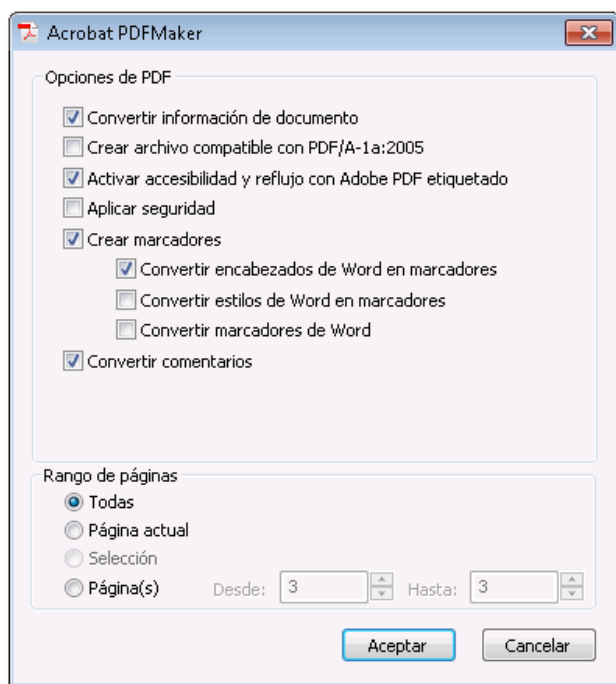 Acrobat PDFMaker
Opciones de PDF
Convertir información de documento
Crear archivo compatible con PDF/A-1a:2005
Activar accesibilidad y reflujo con Adobe PDF etiquetado
Aplicar seguridad
Crear marcadores
Convertir encabezados de Word en marcadores
Convertir estilos de Word en marcadores
Convertir marcadores de Word
Convertir comentarios
Rango de páginas
Todas
Página actual
Selección
Página(s) Desde: 3 Hasta: 3
Aceptar Cancelar